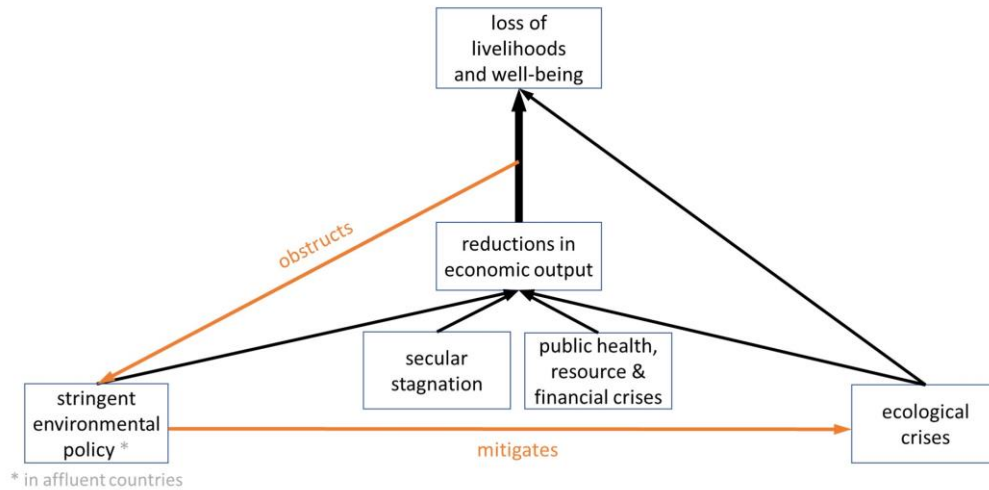 loss of
livelihoods
and well-being
obstructs
reductions in
economic output
secular
stagnation
public health,
resource &
financial crises
stringent
environmental
policy *
mitigates
ecological
crises
* in affluent countries